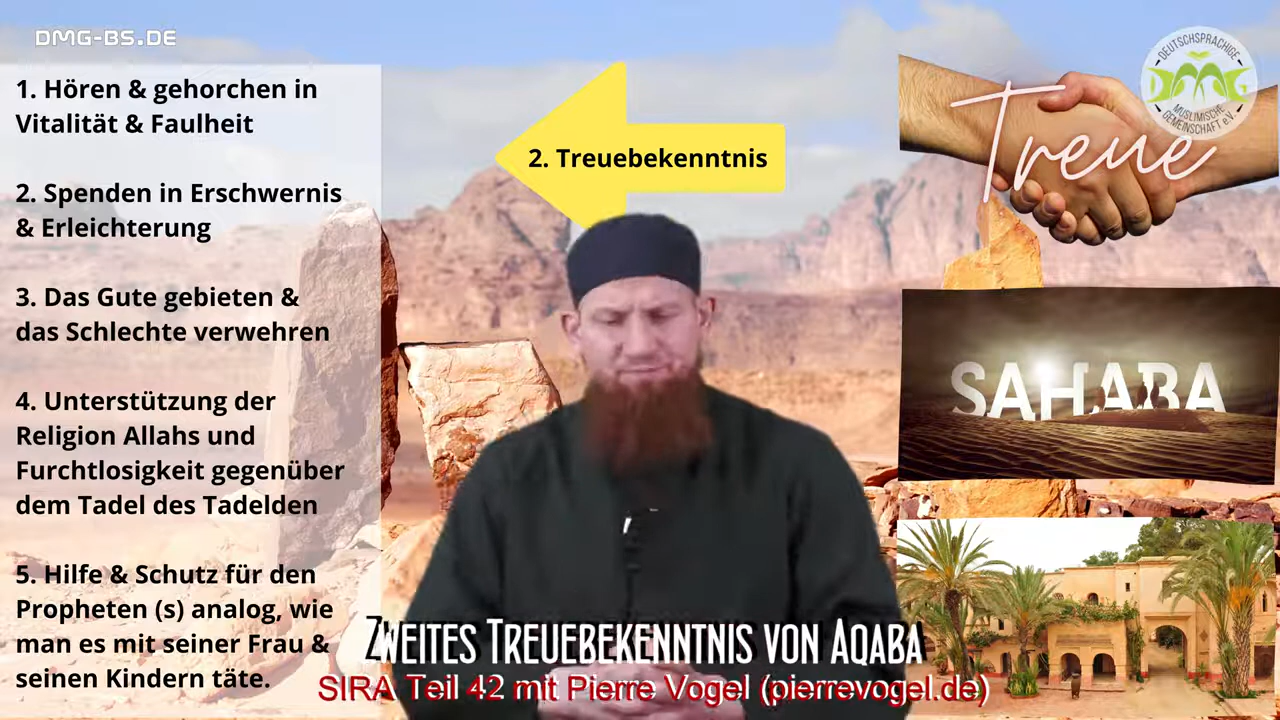 DMG-BS.DE
1. Hören & gehorchen in
Vitalität & Faulheit
2. Spenden in Erschwernis
& Erleichterung
3. Das Gute gebieten &
das Schlechte verwehren
4. Unterstützung der
Religion Allahs und
Furchtlosigkeit gegenüber
dem Tadel des Tadelden
5. Hilfe & Schutz für den
Propheten (s) analog, wie
man es mit seiner Frau &
seinen Kindern täte.
2. Treuebekenntnis
Treue
DEUTSCHSPRACHIGE
DMG
MUSLIMISCHE
GEMEINSCHAFT e.V.
SAHABA
ZWEITES TREUEBEKENNTNIS VON AQABA
SIRA Teil 42 mit Pierre Vogel (pierrevogel.de)